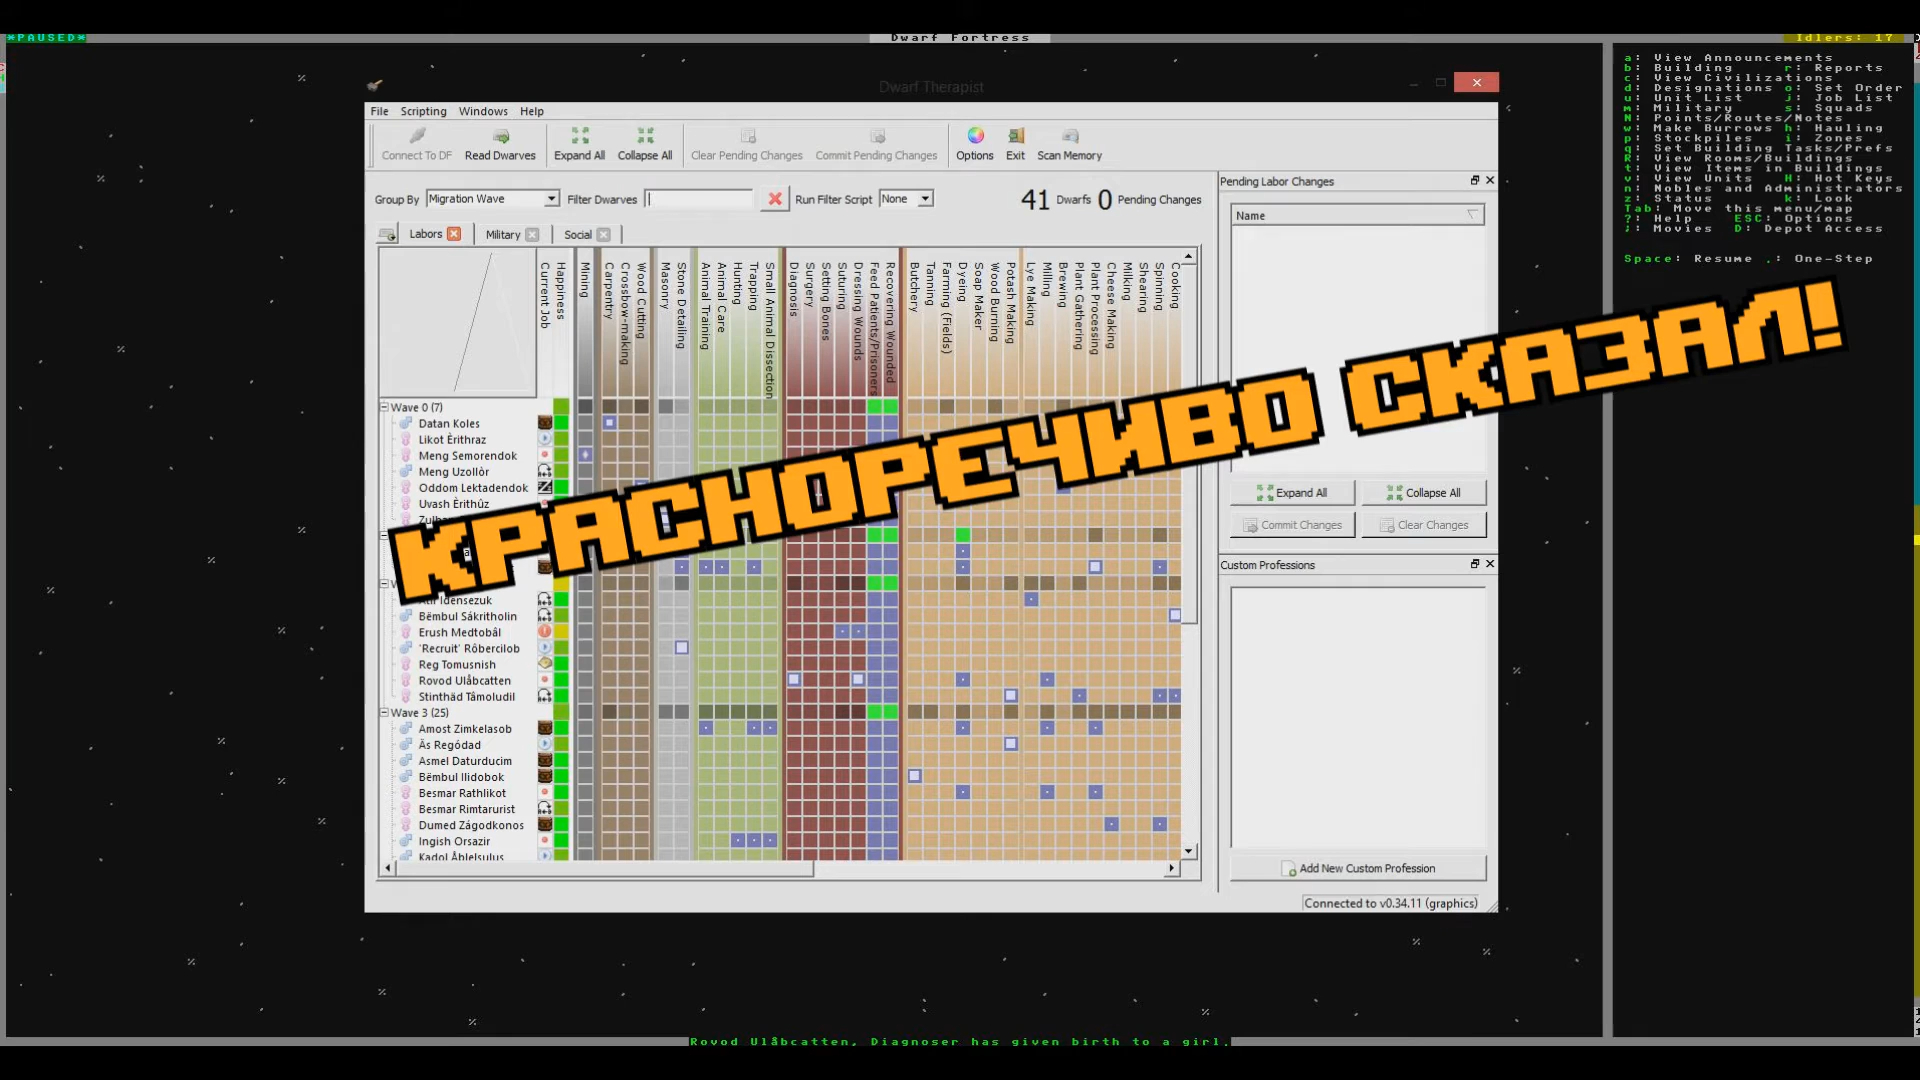 *PAUSED*
Dwarf Fortress
Idlers: 17
Dwarf Therapist
File Scripting Windows Help
Connect To DF Read Dwarves Expand All Collapse All Clear Pending Changes Commit Pending Changes Options Exit Scan Memory
Group By Migration Wave Filter Dwarves Run Filter Script None 41 Dwarfs 0 Pending Changes
Labors Military Social
Current Job
Happiness
Mining
Carpentry
Crossbow-making
Wood Cutting
Masonry
Stone Detailing
Animal Training
Animal Care
Hunting
Trapping
Small Animal Dissection
Diagnosis
Surgery
Setting Bones
Suturing
Dressing Wounds
Feed Patients/Prisoners
Recovering Wounded
Butchery
Tanning
Farming (Fields)
Dyeing
Soap Maker
Wood Burning
Potash Making
Lye Making
Milling
Brewing
Plant Gathering
Plant Processing
Cheese Making
Milking
Shearing
Spinning
Cooking
Wave 0 (7)
Datan Koles
Likot Èrithraz
Meng Semorendok
Meng Uzollòr
Oddom Lektadendok
Uvash Èrithûz
Idensezuk
Bëmbul Sákritholin
Erush Medtobâl
'Recruit' Róbercilob
Reg Tomusnish
Rovod Ulåbcatten
Stinthäd Tâmoludil
Wave 3 (25)
Amost Zimkelasob
Äs Regódad
Asmel Daturducim
Bëmbul Ilidobok
Besmar Rathlikot
Besmar Rimtarurist
Dumed Zágodkonos
Ingish Orsazir
Kadol Åblelsulus
Pending Labor Changes
Name
Expand All Collapse All
Commit Changes Clear Changes
Custom Professions
Add New Custom Profession
Connected to v0.34.11 (graphics)
КРАСНОРЕЧИВО СКАЗАЛ!
a: View Announcements
b: Building r: Reports
c: View Civilizations
d: Designations o: Set Order
u: Unit List j: Job List
m: Military s: Squads
N: Points/Routes/Notes
w: Make Burrows h: Hauling
p: Stockpiles i: Zones
q: Set Building Tasks/Prefs
R: View Rooms/Buildings
t: View Items in Buildings
v: View Units H: Hot Keys
n: Nobles and Administrators
z: Status k: Look
Tab: Move this menu/map
?: Help ESC: Options
;: Movies D: Depot Access
Space: Resume .: One-Step
Rovod Ulåbcatten, Diagnoser has given birth to a girl.